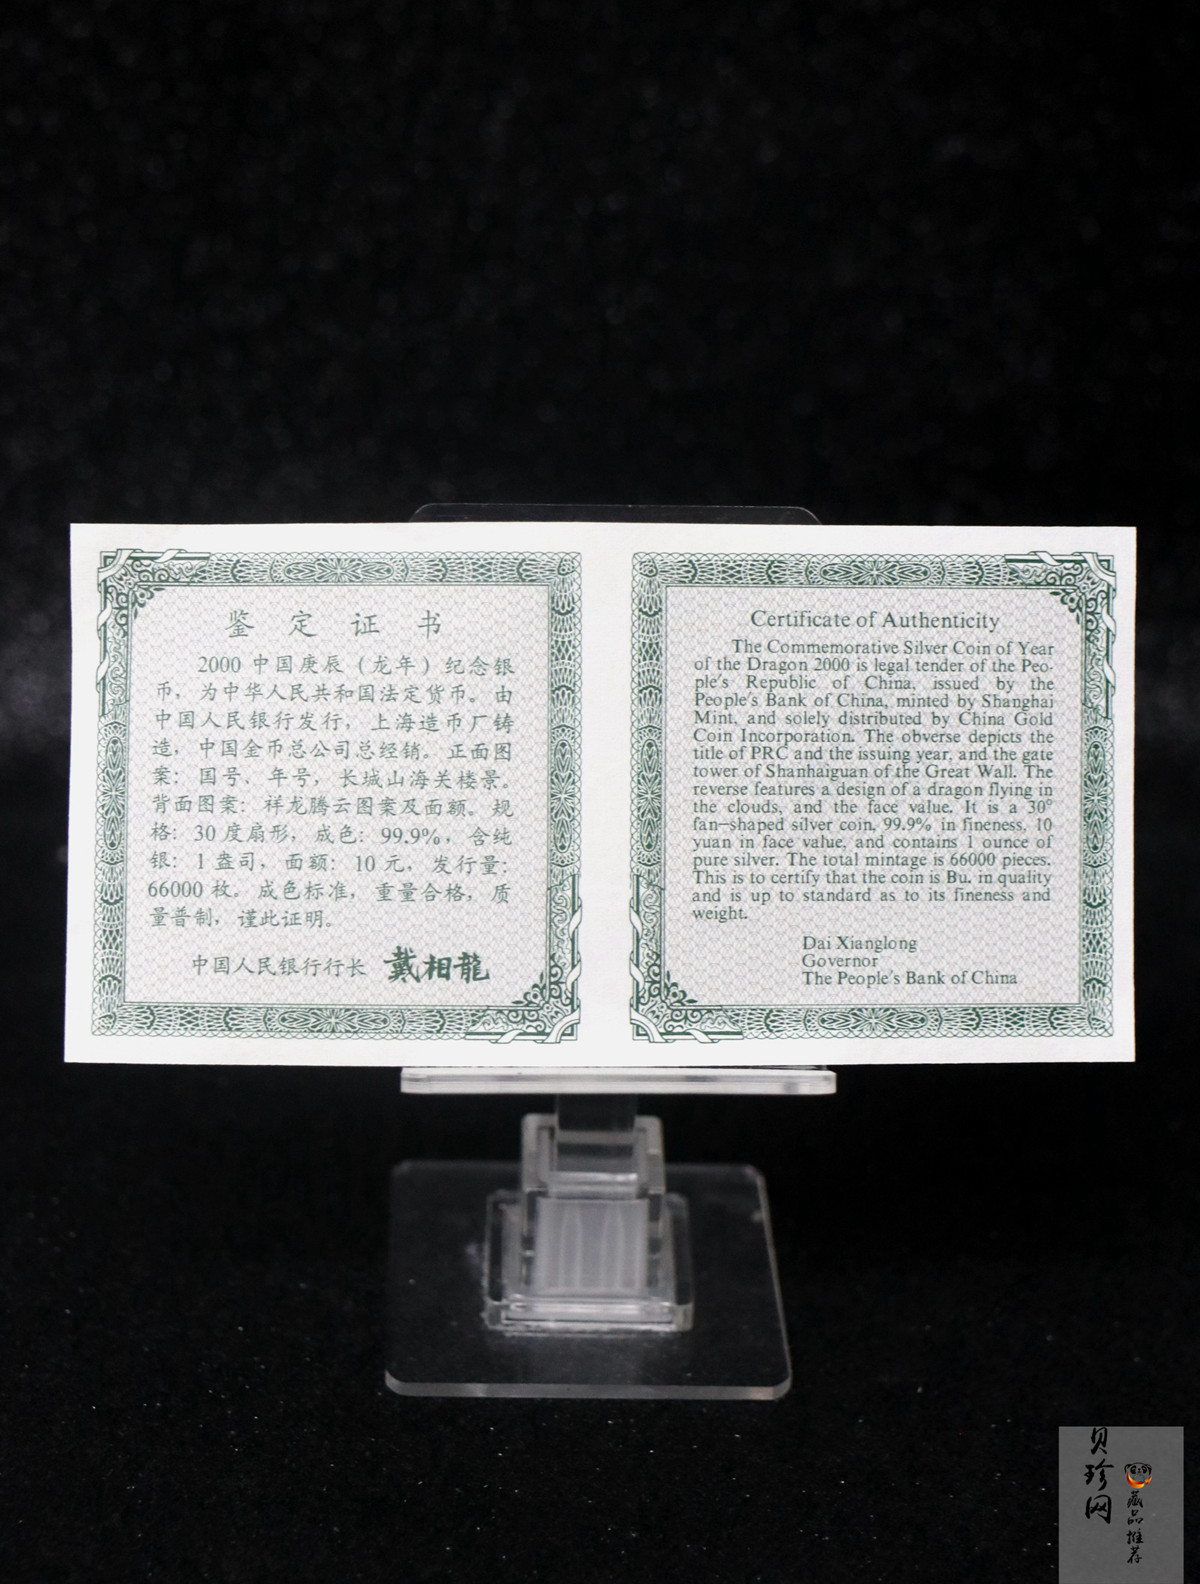 鉴定证书
2000 中国庚辰（龙年）纪念银
币，为中华人民共和国法定货币。由
中国人民银行发行，上海造币厂铸
造，中国金币总公司总经销。正面图
案：国号、年号，长城山海关楼景。
背面图案：祥龙腾云图案及面额。规
格：30 度扇形，成色：99.9%，含纯
银：1 盎司，面额：10 元，发行量：
66000 枚。成色标准，重量合格，质
量普制，谨此证明。
中国人民银行行长 戴相龍
Certificate of Authenticity
The Commemorative Silver Coin of Year
of the Dragon 2000 is legal tender of the Peo-
ple's Republic of China, issued by the
People's Bank of China, minted by Shanghai
Mint, and solely distributed by China Gold
Coin Incorporation. The obverse depicts the
title of PRC and the issuing year, and the gate
tower of Shanhaiguan of the Great Wall. The
reverse features a design of a dragon flying in
the clouds, and the face value. It is a 30°
fan-shaped silver coin, 99.9% in fineness, 10
yuan in face value, and contains 1 ounce of
pure silver. The total mintage is 66000 pieces.
This is to certify that the coin is Bu. in quality
and is up to standard as to its fineness and
weight.
Dai Xianglong
Governor
The People's Bank of China
贝珍网
藏品推荐